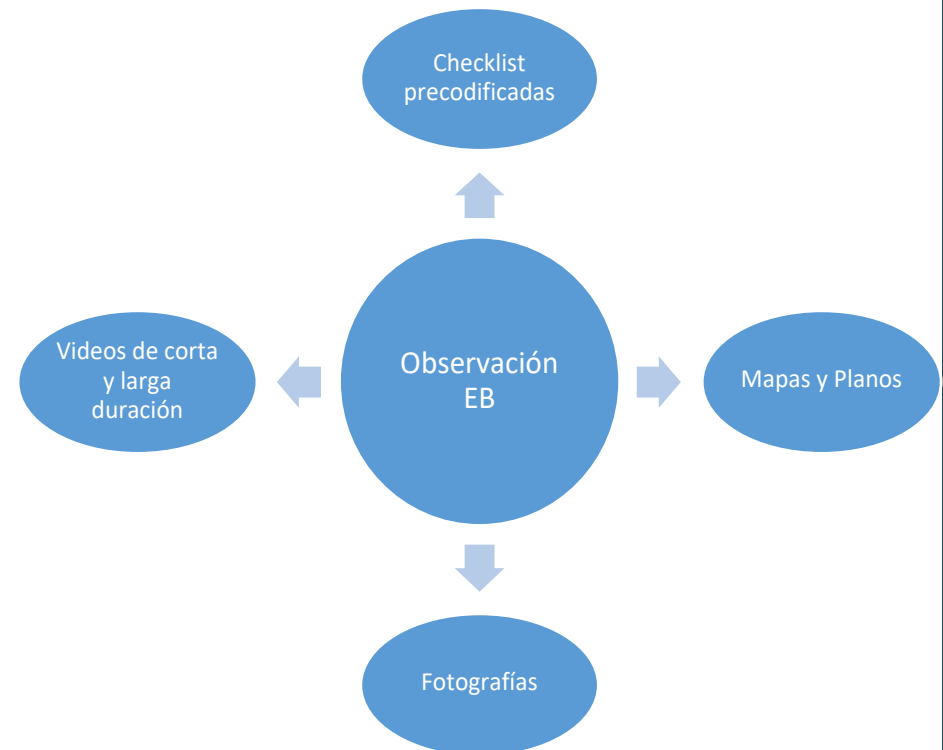 Checklist
precodificadas
Videos de corta
y larga
duración
Observación
EB
Mapas y Planos
Fotografías